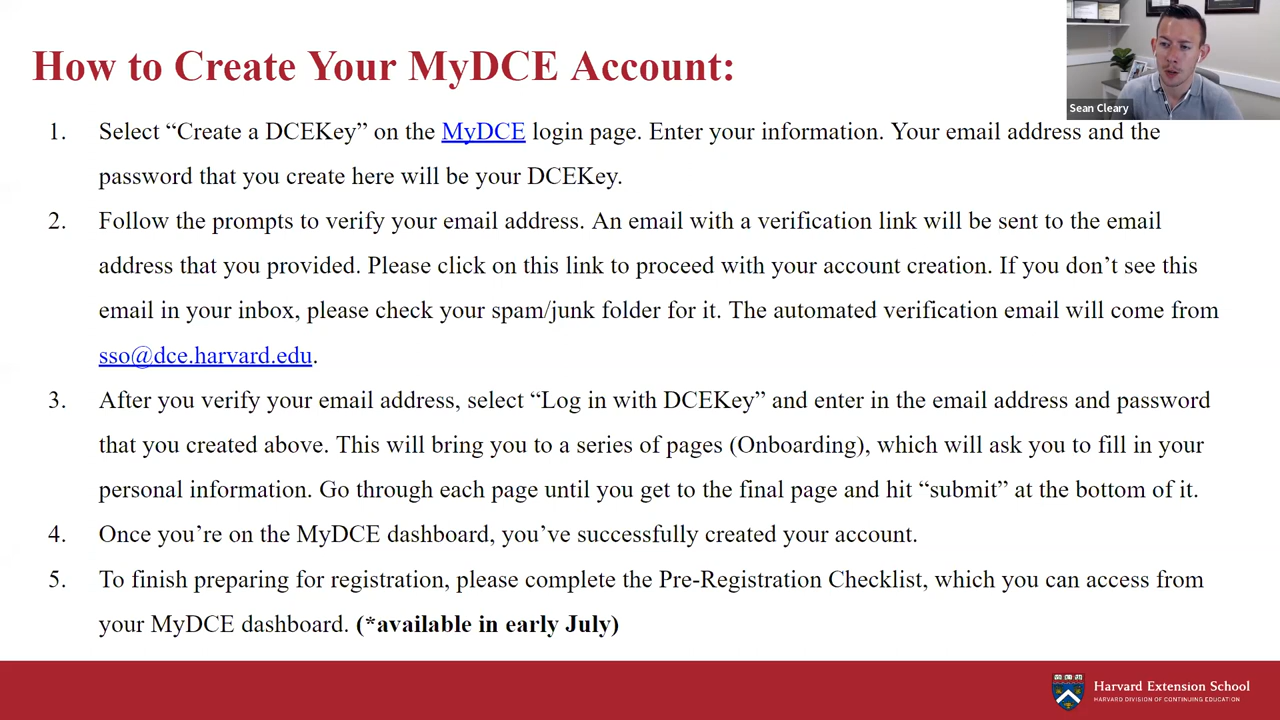 How to Create Your MyDCE Account:
Sean Cleary
1. Select “Create a DCEKey” on the MyDCE login page. Enter your information. Your email address and the
password that you create here will be your DCEKey.
2. Follow the prompts to verify your email address. An email with a verification link will be sent to the email
address that you provided. Please click on this link to proceed with your account creation. If you don’t see this
email in your inbox, please check your spam/junk folder for it. The automated verification email will come from
sso@dce.harvard.edu.
3. After you verify your email address, select “Log in with DCEKey” and enter in the email address and password
that you created above. This will bring you to a series of pages (Onboarding), which will ask you to fill in your
personal information. Go through each page until you get to the final page and hit “submit” at the bottom of it.
4. Once you’re on the MyDCE dashboard, you’ve successfully created your account.
5. To finish preparing for registration, please complete the Pre-Registration Checklist, which you can access from
your MyDCE dashboard. (*available in early July)
Harvard Extension School
HARVARD DIVISION OF CONTINUING EDUCATION